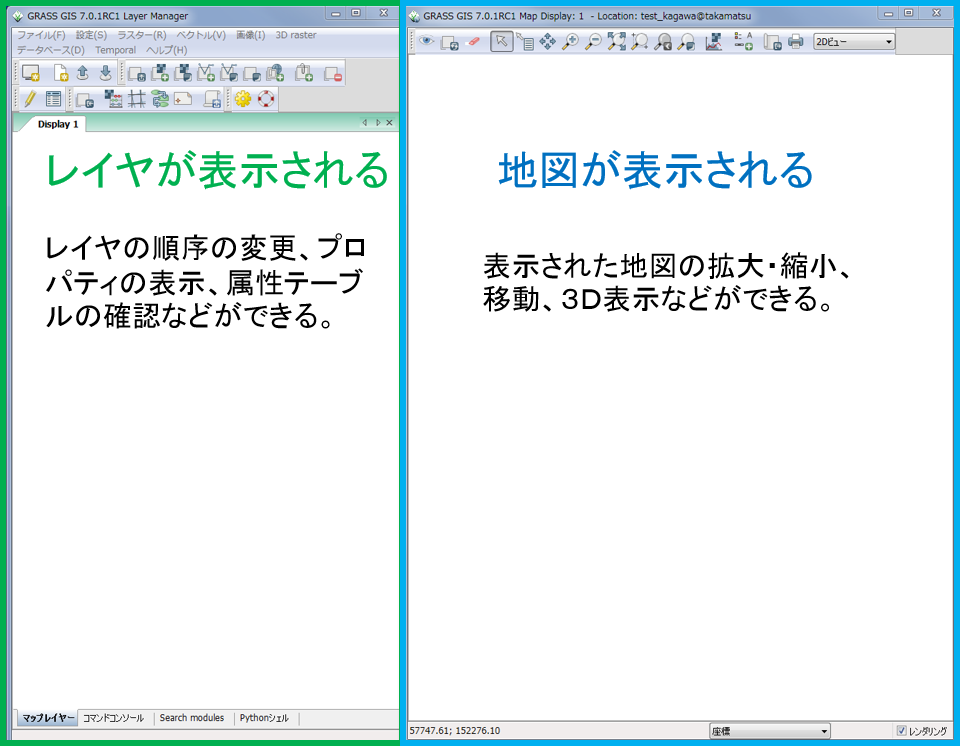 GRASS GIS 7.0.1RC1 Layer Manager
ファイル(F) 設定(S) ラスター(R) ベクトル(V) 画像(I) 3D raster
データベース(D) Temporal ヘルプ(H)
Display 1
レイヤが表示される
レイヤの順序の変更、プロ
パティの表示、属性テーブ
ルの確認などができる。
マップレイヤー コマンドコンソール Search modules Pythonシェル
GRASS GIS 7.0.1RC1 Map Display: 1 - Location: test_kagawa@takamatsu
2Dビュー
地図が表示される
表示された地図の拡大・縮小、
移動、3D表示などができる。
57747.61; 152276.10 座標 レンダリング